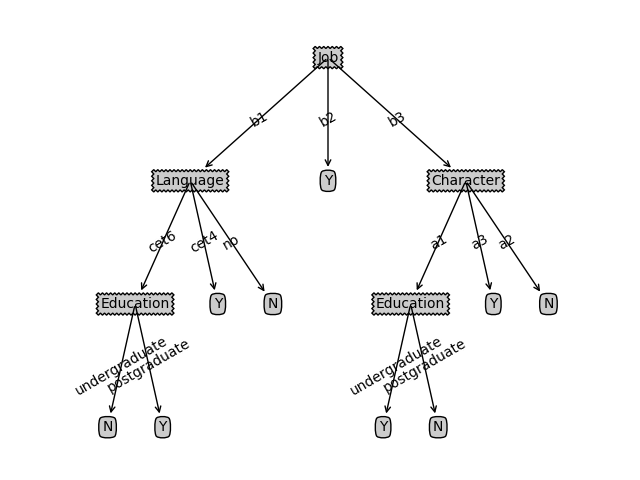 Job
b1 b2 b3
Language Y Character
cet6 cet4 no a1 a3 a2
Education Y N Education Y N
undergraduate undergraduate
postgraduate postgraduate
N Y Y N